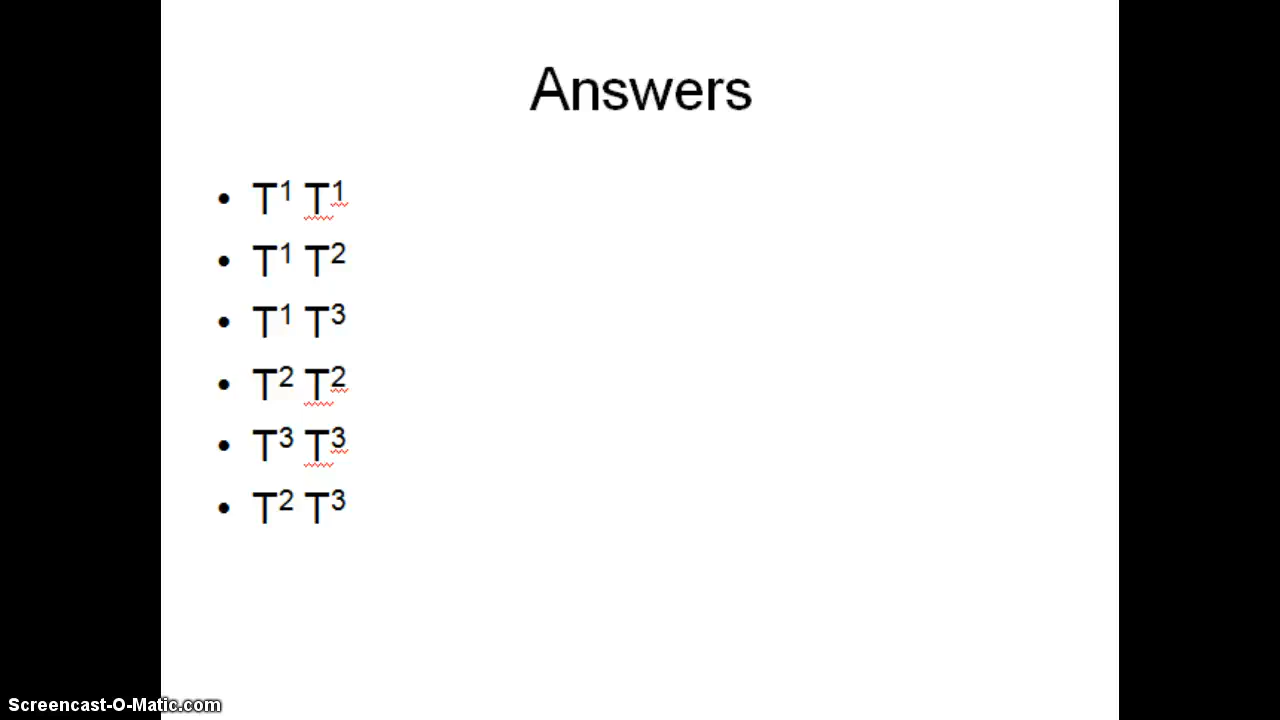 Answers
• T¹ T¹
• T¹ T²
• T¹ T³
• T² T²
• T³ T³
• T² T³
Screencast-O-Matic.com